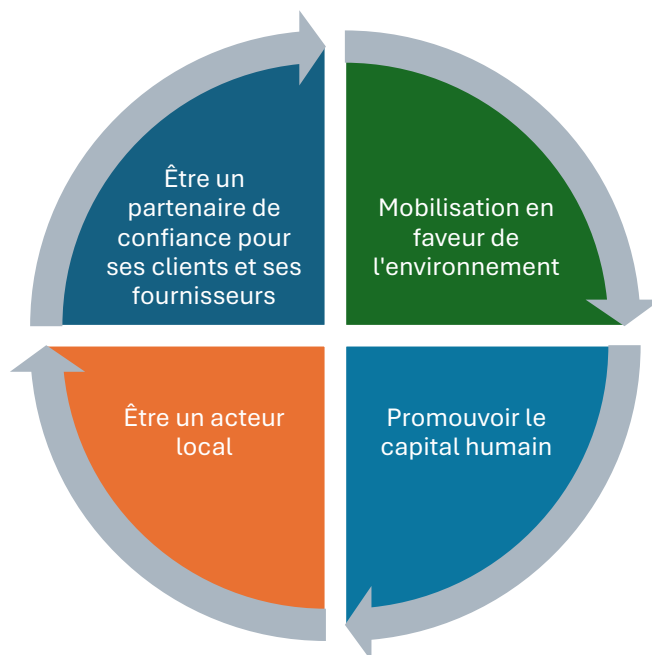 Être un
partenaire de
confiance pour
ses clients et ses
fournisseurs
Mobilisation en
faveur de
l'environnement
Être un acteur
local
Promouvoir le
capital humain